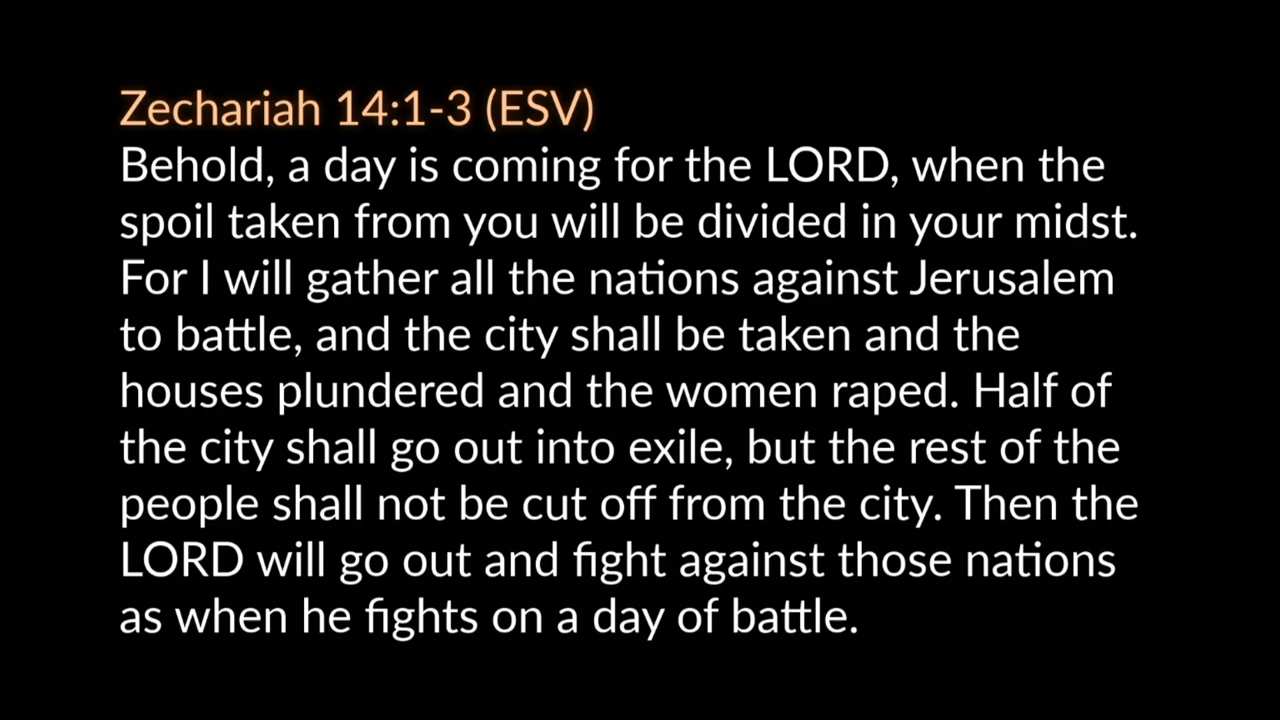 Zechariah 14:1-3 (ESV)
Behold, a day is coming for the LORD, when the
spoil taken from you will be divided in your midst.
For I will gather all the nations against Jerusalem
to battle, and the city shall be taken and the
houses plundered and the women raped. Half of
the city shall go out into exile, but the rest of the
people shall not be cut off from the city. Then the
LORD will go out and fight against those nations
as when he fights on a day of battle.